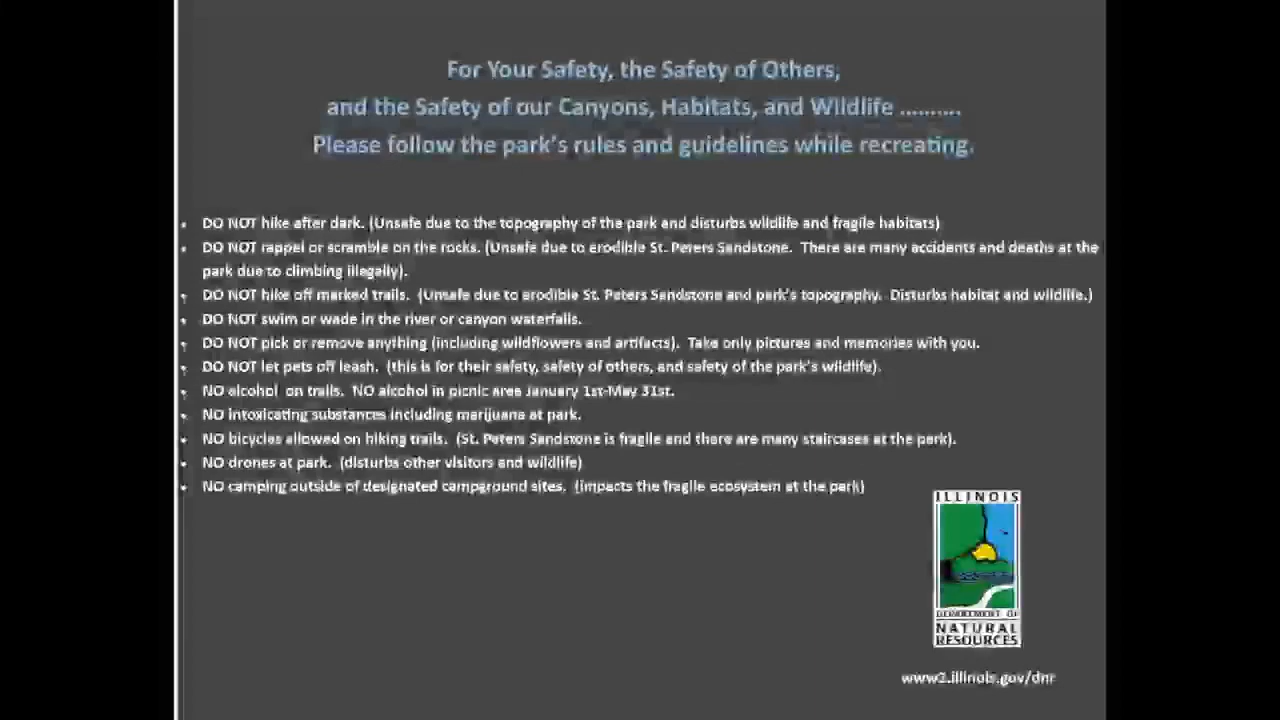 For Your Safety, the Safety of Others,
and the Safety of our Canyons, Habitats, and Wildlife ..........
Please follow the park's rules and guidelines while recreating.
• DO NOT hike after dark. (Unsafe due to the topography of the park and disturbs wildlife and fragile habitats)
• DO NOT rappel or scramble on the rocks. (Unsafe due to erodible St. Peters Sandstone. There are many accidents and deaths at the
park due to climbing illegally).
• DO NOT hike off marked trails. (Unsafe due to erodible St. Peters Sandstone and park's topography. Disturbs habitat and wildlife.)
• DO NOT swim or wade in the river or canyon waterfalls.
• DO NOT pick or remove anything (including wildflowers and artifacts). Take only pictures and memories with you.
• DO NOT let pets off leash. (this is for their safety, safety of others, and safety of the park's wildlife).
• NO alcohol on trails. NO alcohol in picnic area January 1st-May 31st.
• NO intoxicating substances including marijuana at park.
• NO bicycles allowed on hiking trails. (St. Peters Sandstone is fragile and there are many staircases at the park).
• NO drones at park. (disturbs other visitors and wildlife)
• NO camping outside of designated campground sites. (impacts the fragile ecosystem at the park)
ILLINOIS
DEPARTMENT OF
NATURAL
RESOURCES
www2.illinois.gov/dnr